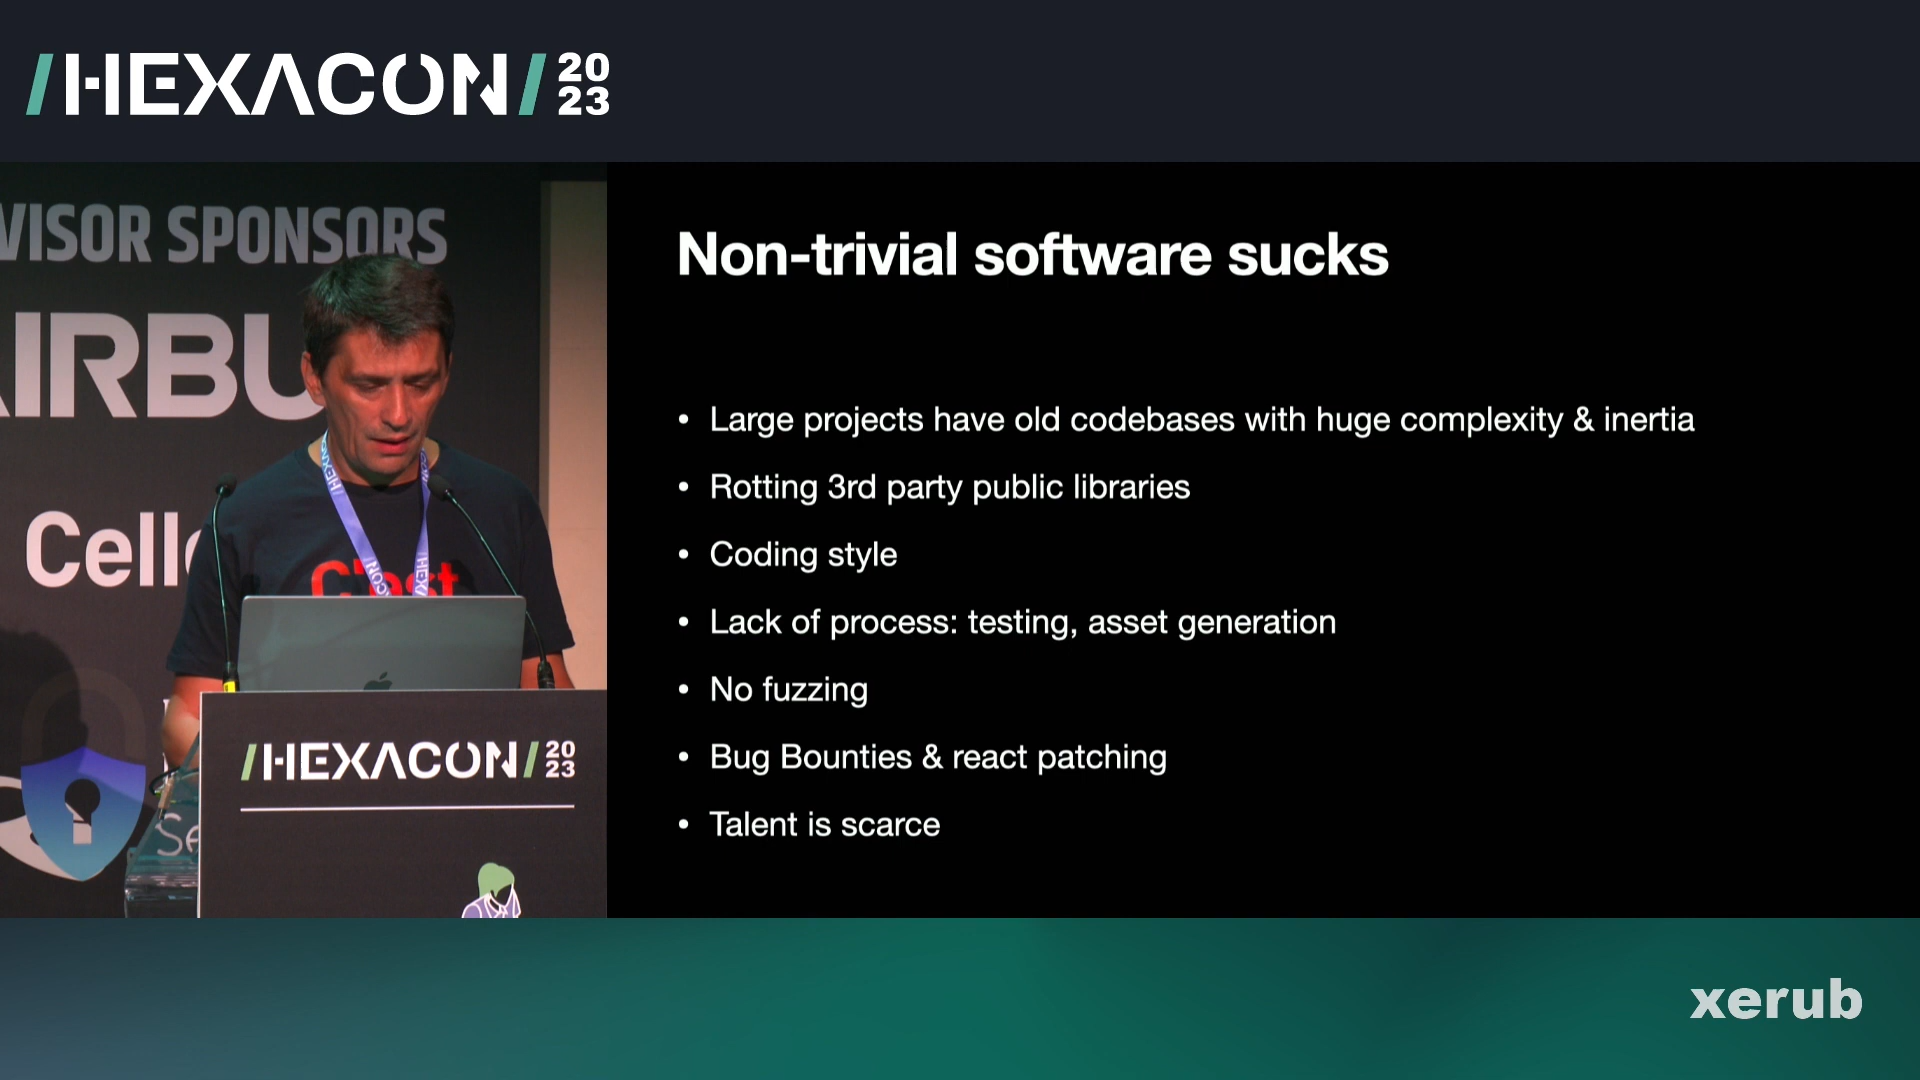 /HEXACON/ 20
23
VISOR SPONSORS
AIRBU
Cello
CTest
/HEXACON/ 20
23
Non-trivial software sucks
• Large projects have old codebases with huge complexity & inertia
• Rotting 3rd party public libraries
• Coding style
• Lack of process: testing, asset generation
• No fuzzing
• Bug Bounties & react patching
• Talent is scarce
xerub